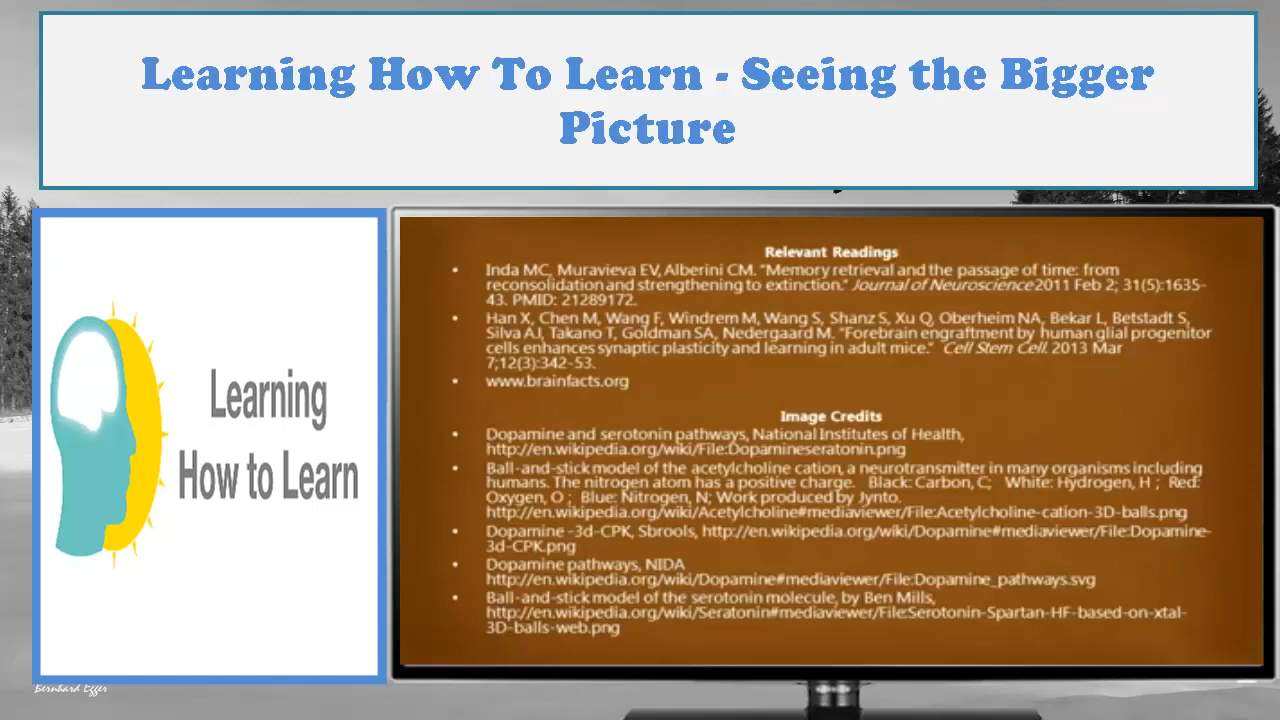 Learning How To Learn - Seeing the Bigger
Picture
Learning
How to Learn
Relevant Readings
• Inda MC, Muravieva EV, Alberini CM. "Memory retrieval and the passage of time: from
reconsolidation and strengthening to extinction." Journal of Neuroscience 2011 Feb 2; 31(5):1635-
43. PMID: 21289172.
• Han X, Chen M, Wang F, Windrem M, Wang S, Shanz S, Xu Q, Oberheim NA, Bekar L, Betstadt S,
Silva AJ, Takano T, Goldman SA, Nedergaard M. "Forebrain engraftment by human glial progenitor
cells enhances synaptic plasticity and learning in adult mice." Cell Stem Cell. 2013 Mar
7;12(3):342-53.
• www.brainfacts.org
Image Credits
• Dopamine and serotonin pathways, National Institutes of Health,
http://en.wikipedia.org/wiki/File:Dopamineseratonin.png
• Ball-and-stick model of the acetylcholine cation, a neurotransmitter in many organisms including
humans. The nitrogen atom has a positive charge. Black: Carbon, C; White: Hydrogen, H ; Red:
Oxygen, O ; Blue: Nitrogen, N; Work produced by Jynto.
http://en.wikipedia.org/wiki/Acetylcholine#mediaviewer/File:Acetylcholine-cation-3D-balls.png
• Dopamine -3d-CPK, Sbrools, http://en.wikipedia.org/wiki/Dopamine#mediaviewer/File:Dopamine-
3d-CPK.png
• Dopamine pathways, NIDA
http://en.wikipedia.org/wiki/Dopamine#mediaviewer/File:Dopamine_pathways.svg
• Ball-and-stick model of the serotonin molecule, by Ben Mills,
http://en.wikipedia.org/wiki/Seratonin#mediaviewer/File:Serotonin-Spartan-HF-based-on-xtal-
3D-balls-web.png
Bernhard Egger